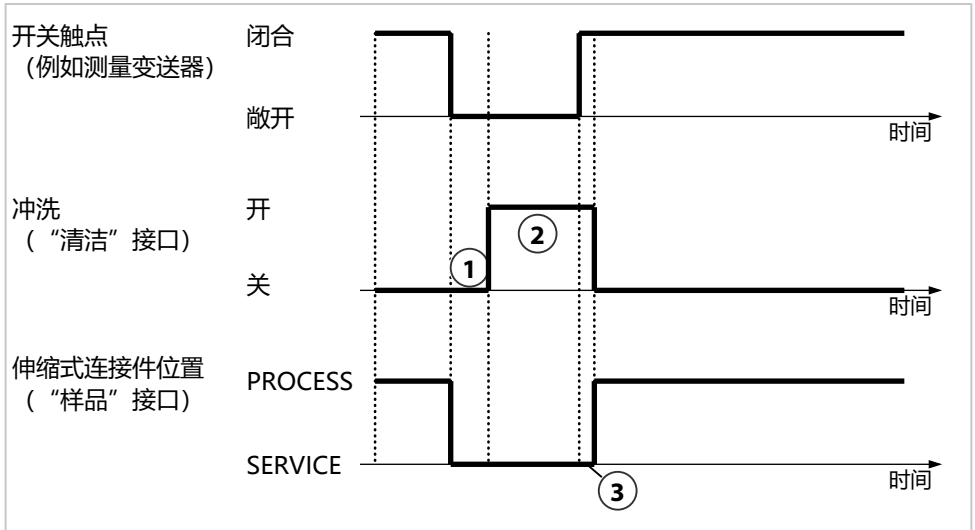 开关触点 闭合
（例如测量变送器）
敞开
时间
冲洗 开
（“清洁”接口）
2
1
关
时间
伸缩式连接件位置
PROCESS
（“样品”接口）
SERVICE
时间
3